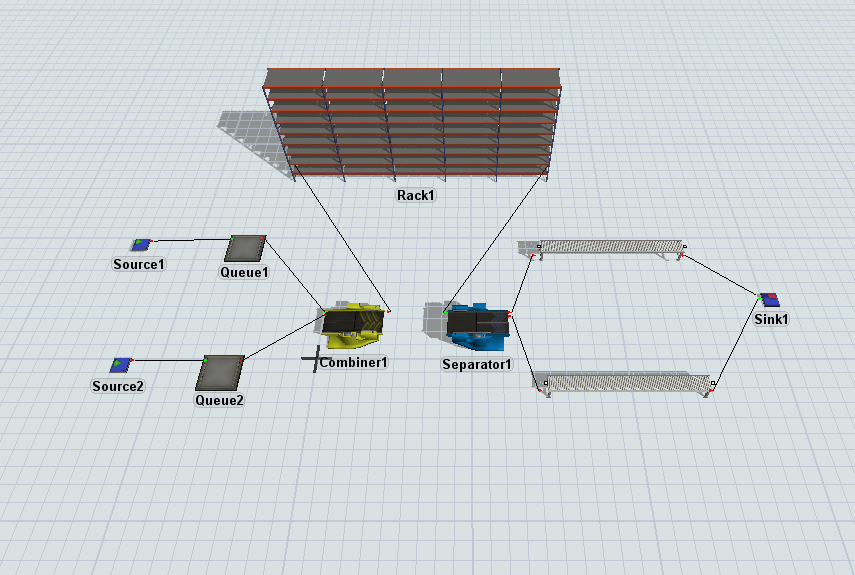 Rack1
Source1
Queue1
Sink1
Combiner1
Separator1
Source2
Queue2